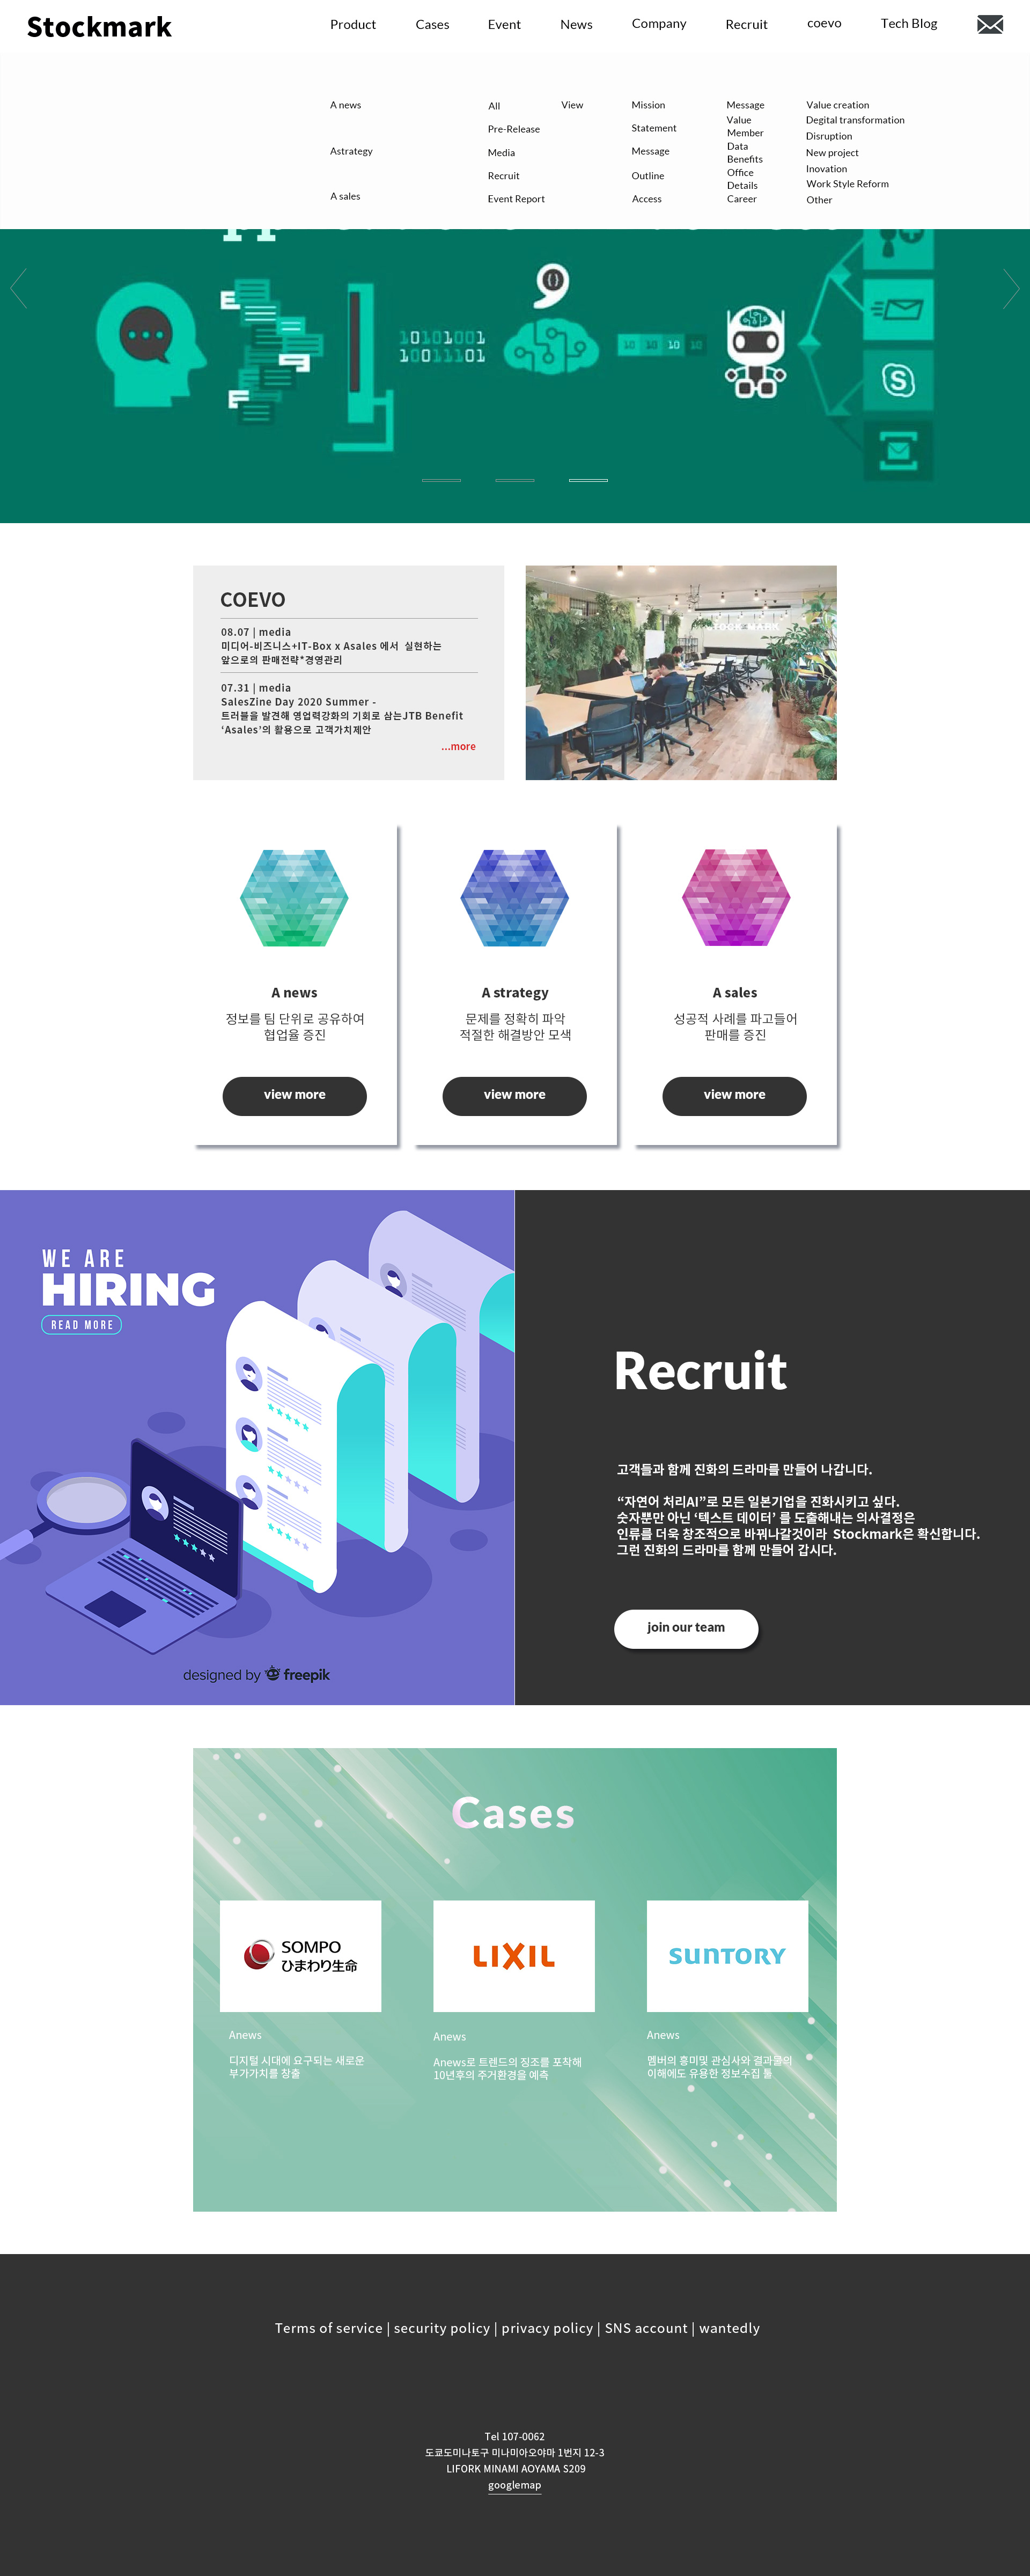 Stockmark
Product Cases Event News Company Recruit coevo Tech Blog
A news
Astrategy
A sales
All
Pre-Release
Media
Recruit
Event Report
View
Mission
Statement
Message
Outline
Access
Message
Value
Member
Data
Benefits
Office
Details
Career
Value creation
Degital transformation
Disruption
New project
Inovation
Work Style Reform
Other
10101001
10011101
10 10 10 10
COEVO
08.07 | media
미디어-비즈니스+IT-Box x Asales 에서 실현하는
앞으로의 판매전략*경영관리
07.31 | media
SalesZine Day 2020 Summer -
트러블을 발견해 영업력강화의 기회로 삼는JTB Benefit
‘Asales’의 활용으로 고객가치제안
...more
STOCK MARK
A news
정보를 팀 단위로 공유하여
협업율 증진
view more
A strategy
문제를 정확히 파악
적절한 해결방안 모색
view more
A sales
성공적 사례를 파고들어
판매를 증진
view more
WE ARE
HIRING
READ MORE
designed by freepik
Recruit
고객들과 함께 진화의 드라마를 만들어 나갑니다.
“자연어 처리AI”로 모든 일본기업을 진화시키고 싶다.
숫자뿐만 아닌 ‘텍스트 데이터’ 를 도출해내는 의사결정은
인류를 더욱 창조적으로 바꿔나갈것이라 Stockmark은 확신합니다.
그런 진화의 드라마를 함께 만들어 갑시다.
join our team
Cases
SOMPO
ひまわり生命
LIXIL
SUNTORY
Anews
디지털 시대에 요구되는 새로운
부가가치를 창출
Anews
Anews로 트렌드의 징조를 포착해
10년후의 주거환경을 예측
Anews
멤버의 흥미및 관심사와 결과물의
이해에도 유용한 정보수집 툴
Terms of service | security policy | privacy policy | SNS account | wantedly
Tel 107-0062
도쿄도미나토구 미나미아오야마 1번지 12-3
LIFORK MINAMI AOYAMA S209
googlemap